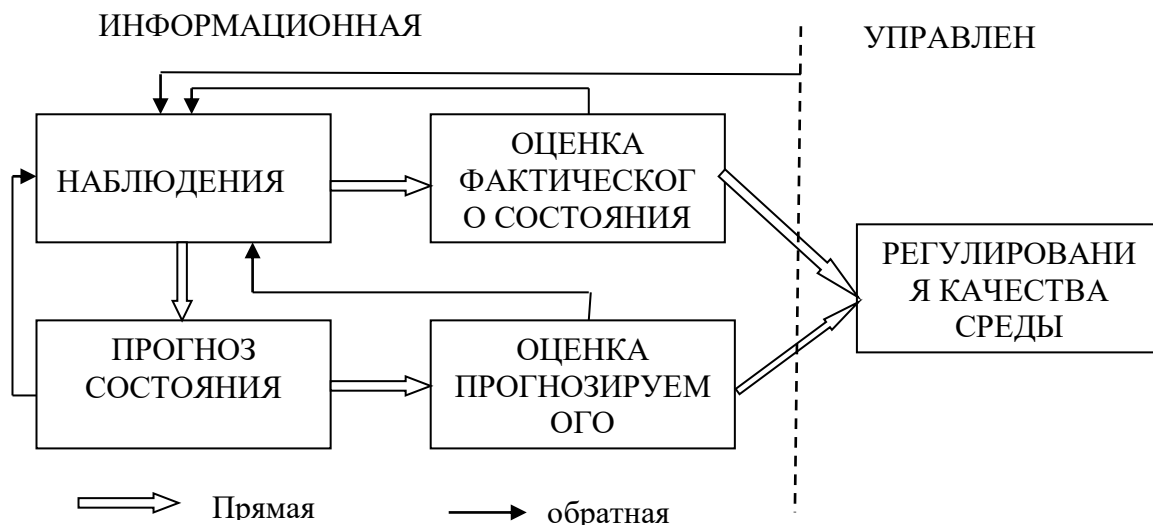 ИНФОРМАЦИОННАЯ
УПРАВЛЕН
НАБЛЮДЕНИЯ
ОЦЕНКА
ФАКТИЧЕСКОГ
О СОСТОЯНИЯ
РЕГУЛИРОВАНИ
Я КАЧЕСТВА
СРЕДЫ
ПРОГНОЗ
СОСТОЯНИЯ
ОЦЕНКА
ПРОГНОЗИРУЕМ
ОГО
Прямая
обратная